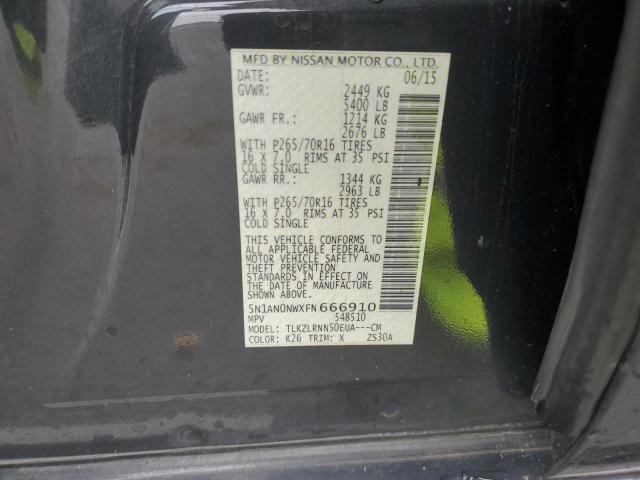 MFD BY NISSAN MOTOR CO., LTD.
DATE: 06/15
GVWR: 2449 KG
5400 LB
GAWR FR.: 1214 KG
2676 LB
WITH P265/70R16 TIRES
16 X 7.0 RIMS AT 35 PSI
COLD SINGLE
GAWR RR.: 1344 KG
2963 LB
WITH P265/70R16 TIRES
16 X 7.0 RIMS AT 35 PSI
COLD SINGLE
THIS VEHICLE CONFORMS TO
ALL APPLICABLE FEDERAL
MOTOR VEHICLE SAFETY AND
THEFT PREVENTION
STANDARDS IN EFFECT ON
THE DATE OF MANUFACTURE
SHOWN ABOVE.
5N1AN0NWXFN666910
MPV 548510
MODEL: TLKZLRNN50EUA---CM
COLOR: K26 TRIM: X ZS30A